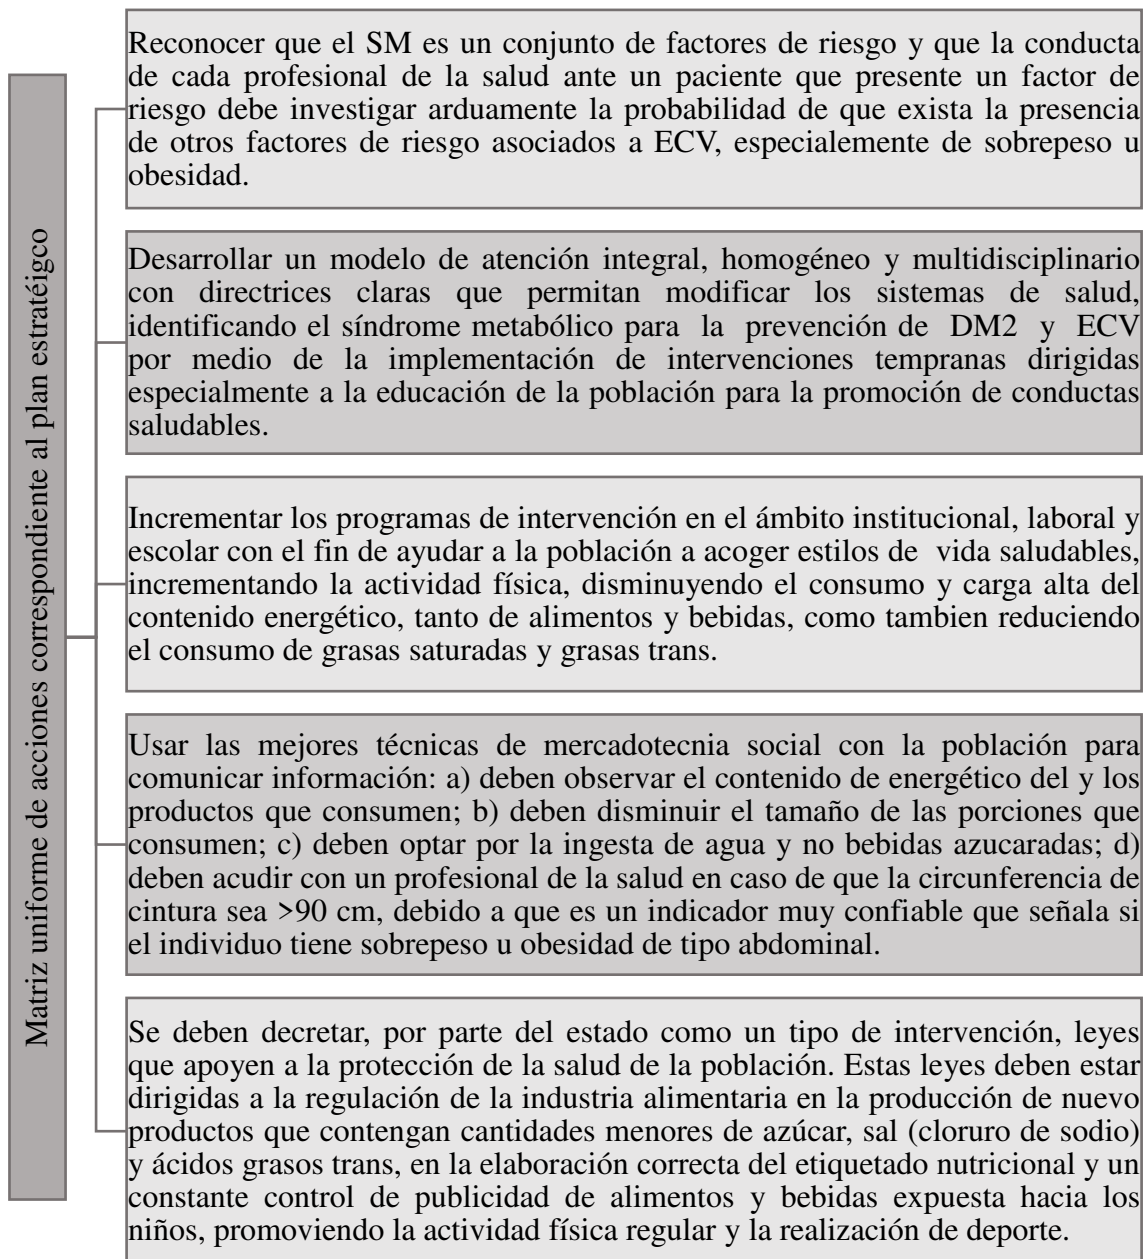 Matriz uniforme de acciones correspondiente al plan estratéigco
Reconocer que el SM es un conjunto de factores de riesgo y que la conducta
de cada profesional de la salud ante un paciente que presente un factor de
riesgo debe investigar arduamente la probabilidad de que exista la presencia
de otros factores de riesgo asociados a ECV, especialemente de sobrepeso u
obesidad.
Desarrollar un modelo de atención integral, homogéneo y multidisciplinario
con directrices claras que permitan modificar los sistemas de salud,
identificando el síndrome metabólico para la prevención de DM2 y ECV
por medio de la implementación de intervenciones tempranas dirigidas
especialmente a la educación de la población para la promoción de conductas
saludables.
Incrementar los programas de intervención en el ámbito institucional, laboral y
escolar con el fin de ayudar a la población a acoger estilos de vida saludables,
incrementando la actividad física, disminuyendo el consumo y carga alta del
contenido energético, tanto de alimentos y bebidas, como tambien reduciendo
el consumo de grasas saturadas y grasas trans.
Usar las mejores técnicas de mercadotecnia social con la población para
comunicar información: a) deben observar el contenido de energético del y los
productos que consumen; b) deben disminuir el tamaño de las porciones que
consumen; c) deben optar por la ingesta de agua y no bebidas azucaradas; d)
deben acudir con un profesional de la salud en caso de que la circunferencia de
cintura sea >90 cm, debido a que es un indicador muy confiable que señala si
el individuo tiene sobrepeso u obesidad de tipo abdominal.
Se deben decretar, por parte del estado como un tipo de intervención, leyes
que apoyen a la protección de la salud de la población. Estas leyes deben estar
dirigidas a la regulación de la industria alimentaria en la producción de nuevo
productos que contengan cantidades menores de azúcar, sal (cloruro de sodio)
y ácidos grasos trans, en la elaboración correcta del etiquetado nutricional y un
constante control de publicidad de alimentos y bebidas expuesta hacia los
niños, promoviendo la actividad física regular y la realización de deporte.